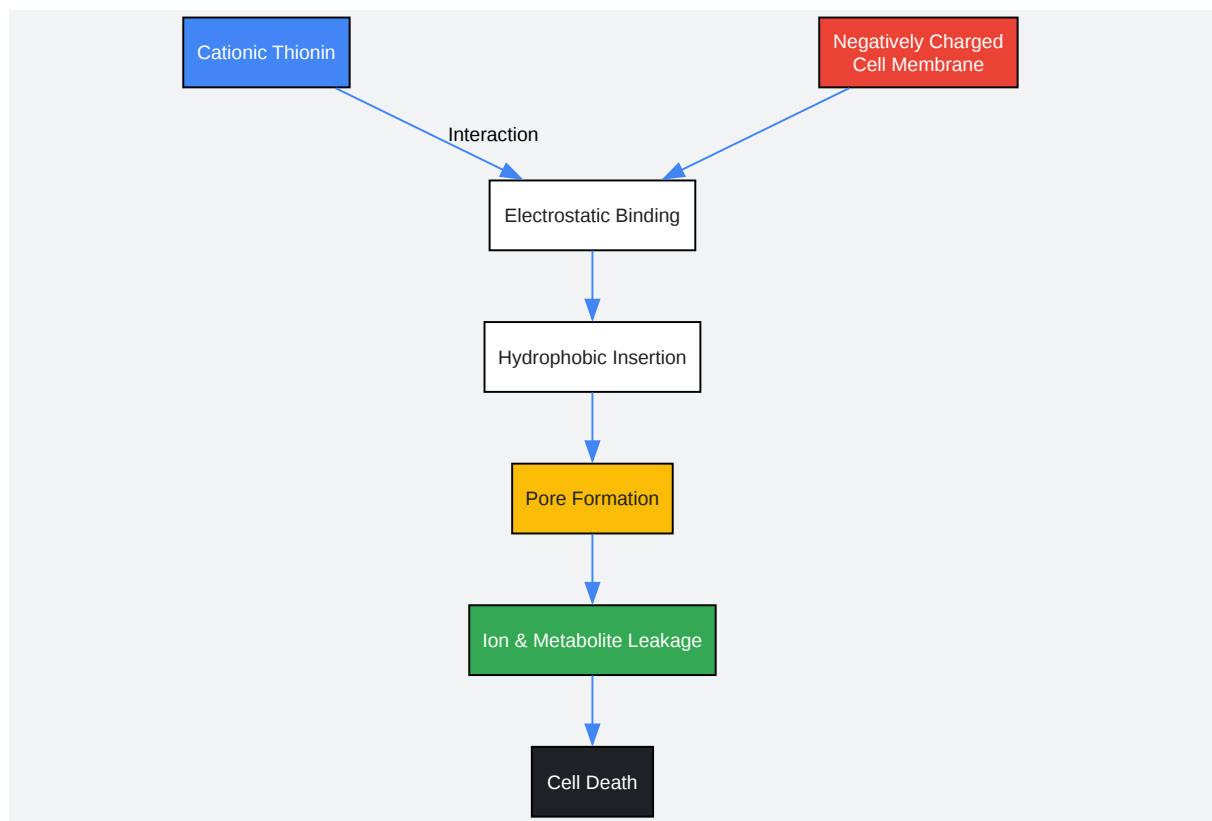 Cationic Thionin
Negatively Charged
Cell Membrane
Interaction
Electrostatic Binding
Hydrophobic Insertion
Pore Formation
Ion & Metabolite Leakage
Cell Death